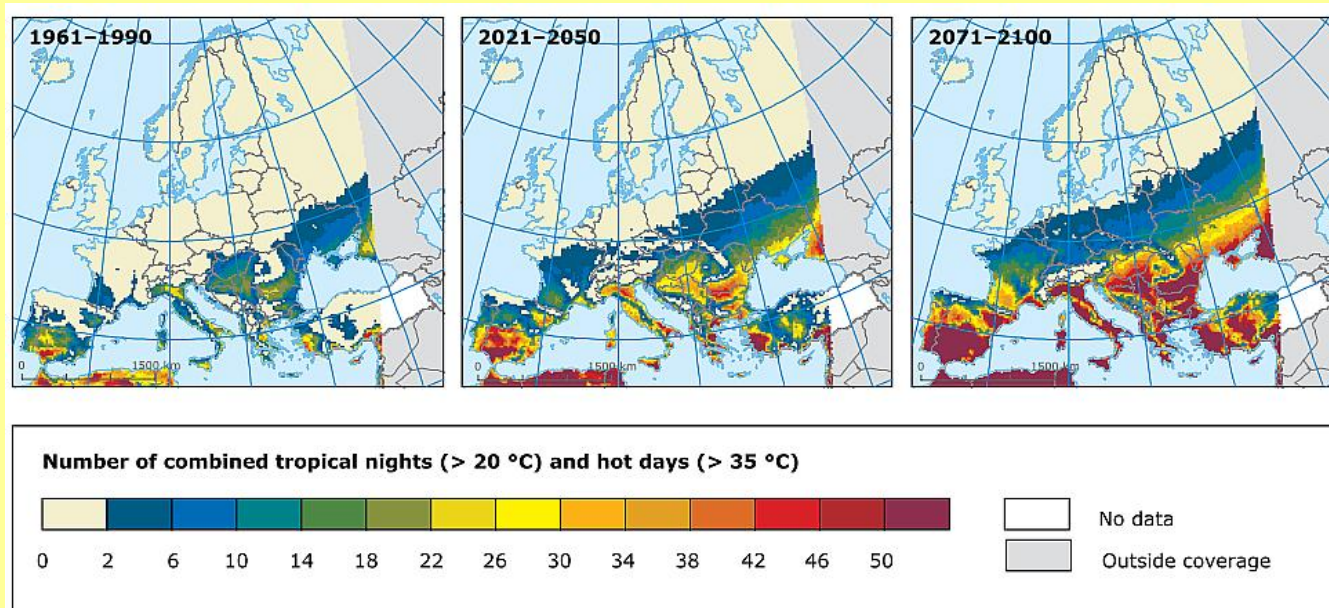 1961–1990
2021–2050
2071–2100
0 1500 km
0 1500 km
0 1500 km
Number of combined tropical nights (> 20 °C) and hot days (> 35 °C)
0 2 6 10 14 18 22 26 30 34 38 42 46 50
No data
Outside coverage